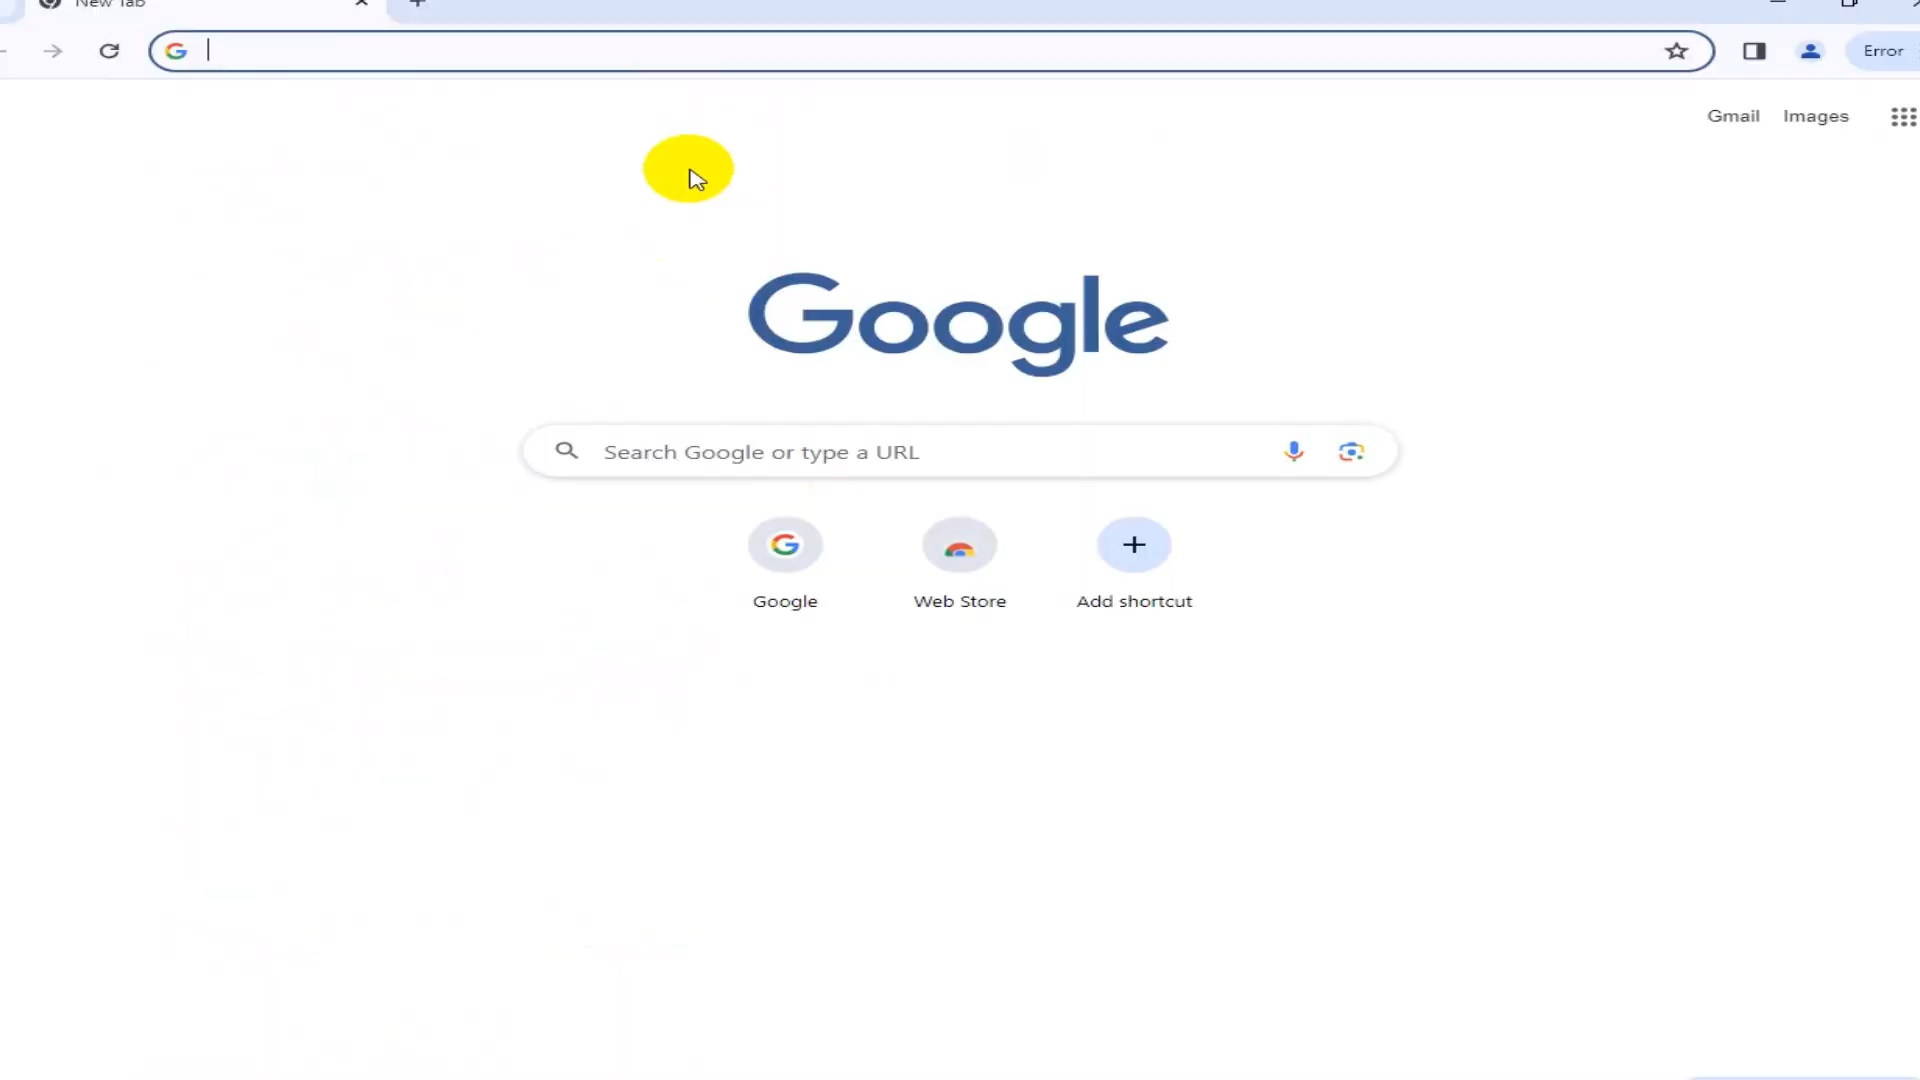 New Tab
Error
Gmail Images
Google
Search Google or type a URL
Google Web Store Add shortcut